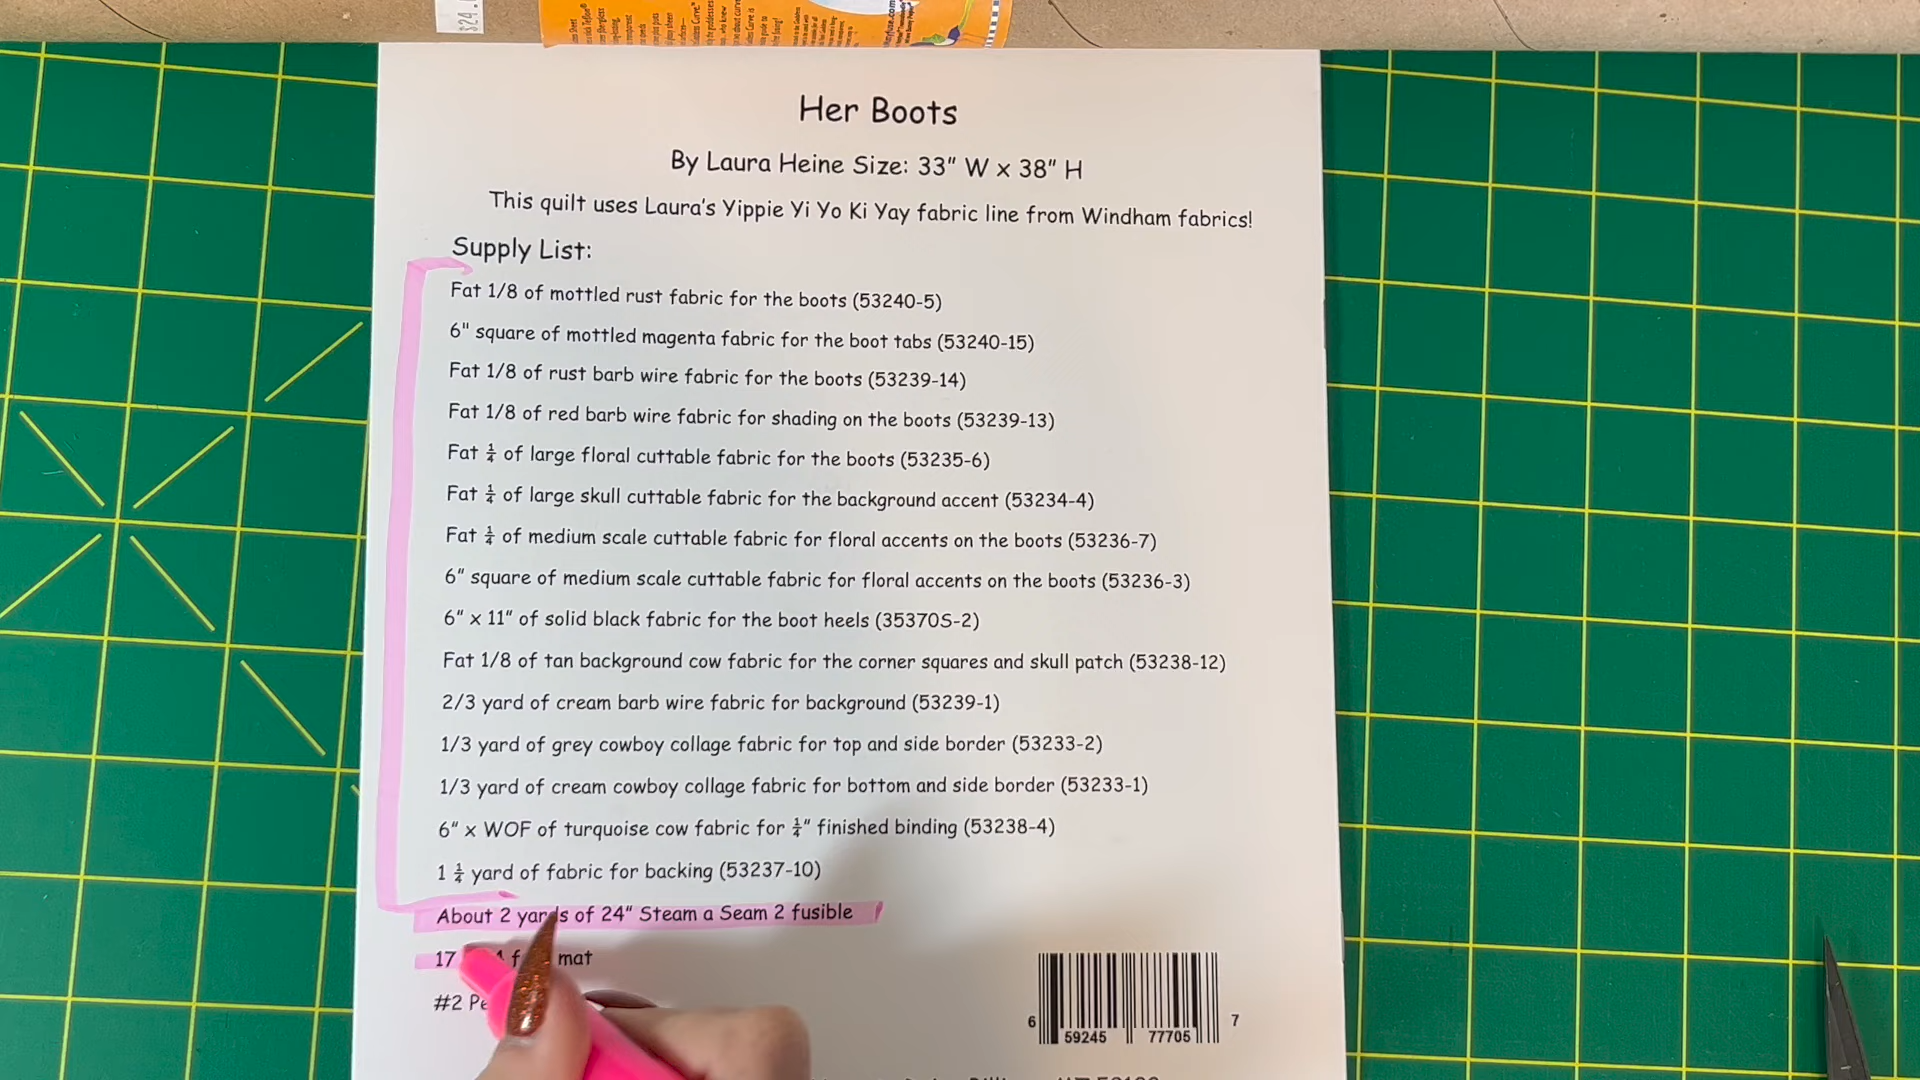 $24.
Her Boots
By Laura Heine Size: 33" W x 38" H
This quilt uses Laura's Yippie Yi Yo Ki Yay fabric line from Windham fabrics!
Supply List:
Fat 1/8 of mottled rust fabric for the boots (53240-5)
6" square of mottled magenta fabric for the boot tabs (53240-15)
Fat 1/8 of rust barb wire fabric for the boots (53239-14)
Fat 1/8 of red barb wire fabric for shading on the boots (53239-13)
Fat ¼ of large floral cuttable fabric for the boots (53235-6)
Fat ¼ of large skull cuttable fabric for the background accent (53234-4)
Fat ¼ of medium scale cuttable fabric for floral accents on the boots (53236-7)
6" square of medium scale cuttable fabric for floral accents on the boots (53236-3)
6" x 11" of solid black fabric for the boot heels (35370S-2)
Fat 1/8 of tan background cow fabric for the corner squares and skull patch (53238-12)
2/3 yard of cream barb wire fabric for background (53239-1)
1/3 yard of grey cowboy collage fabric for top and side border (53233-2)
1/3 yard of cream cowboy collage fabric for bottom and side border (53233-1)
6" x WOF of turquoise cow fabric for ¼" finished binding (53238-4)
1 ¼ yard of fabric for backing (53237-10)
About 2 yards of 24" Steam a Seam 2 fusible
17 mat
#2
6 59245 77705 7